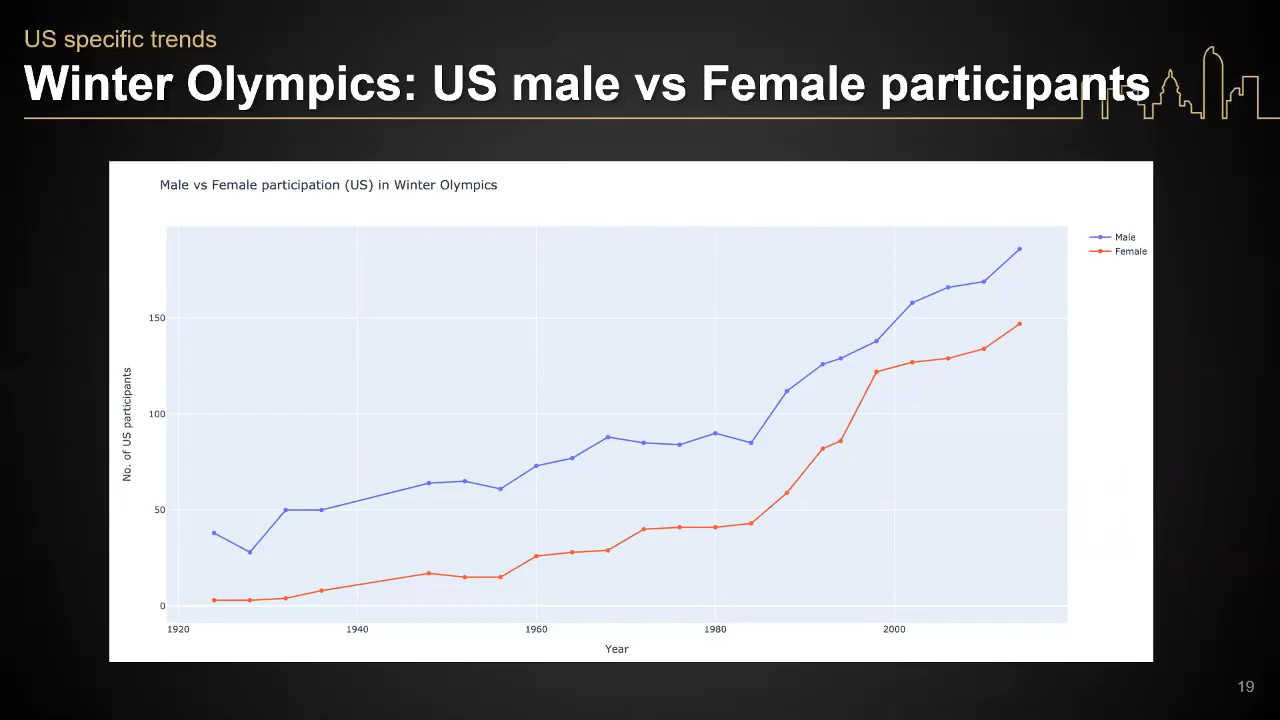 US specific trends
Winter Olympics: US male vs Female participants
Male vs Female participation (US) in Winter Olympics
Male
Female
150
100
50
0
No. of US participants
1920 1940 1960 1980 2000
Year
19